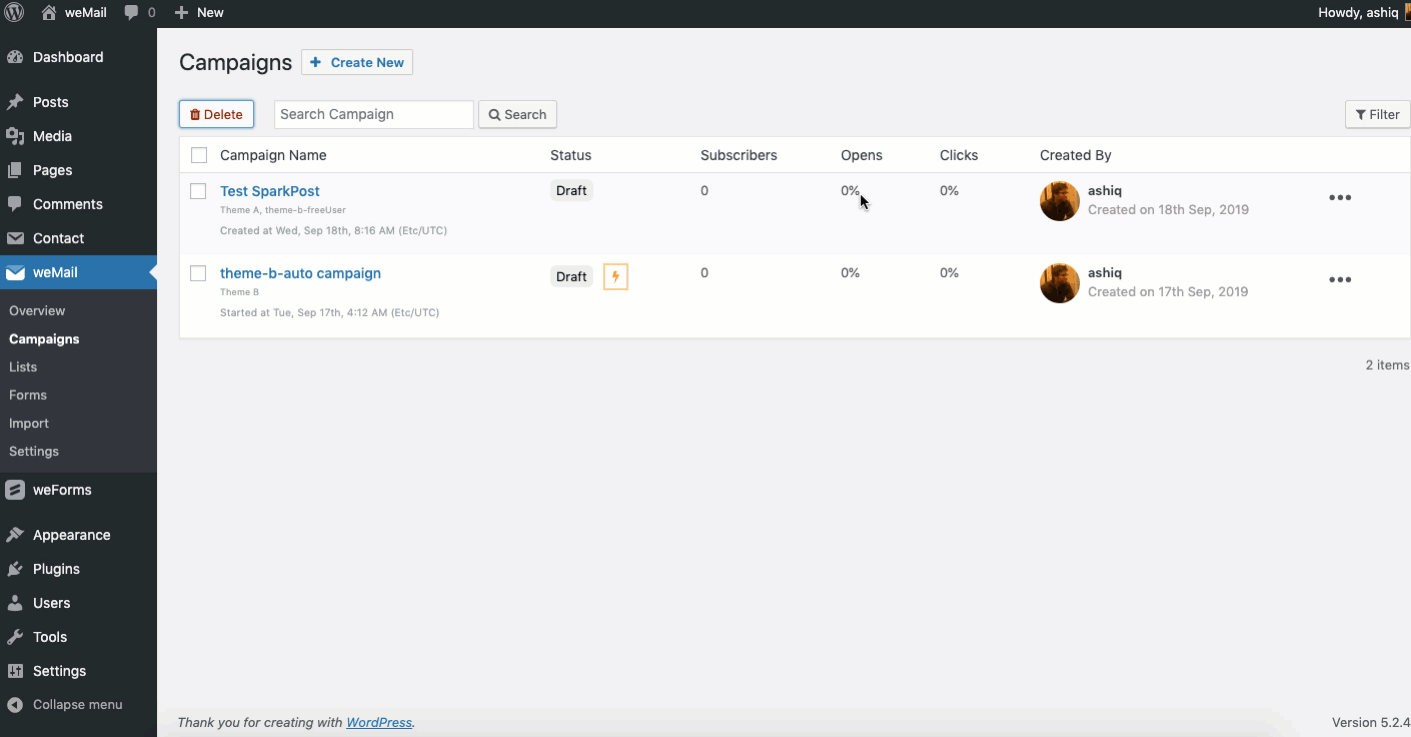 weMail 0 New Howdy, ashiq
Dashboard
Posts
Media
Pages
Comments
Contact
weMail
Overview
Campaigns
Lists
Forms
Import
Settings
weForms
Appearance
Plugins
Users
Tools
Settings
Collapse menu
Campaigns Create New
Delete Search Campaign Search Filter
Campaign Name Status Subscribers Opens Clicks Created By
Test SparkPost Draft 0 0% 0% ashiq
Theme A, theme-b-freeUser Created on 18th Sep, 2019
Created at Wed, Sep 18th, 8:16 AM (Etc/UTC)
theme-b-auto campaign Draft 0 0% 0% ashiq
Theme B Created on 17th Sep, 2019
Started at Tue, Sep 17th, 4:12 AM (Etc/UTC)
2 items
Thank you for creating with WordPress. Version 5.2.4